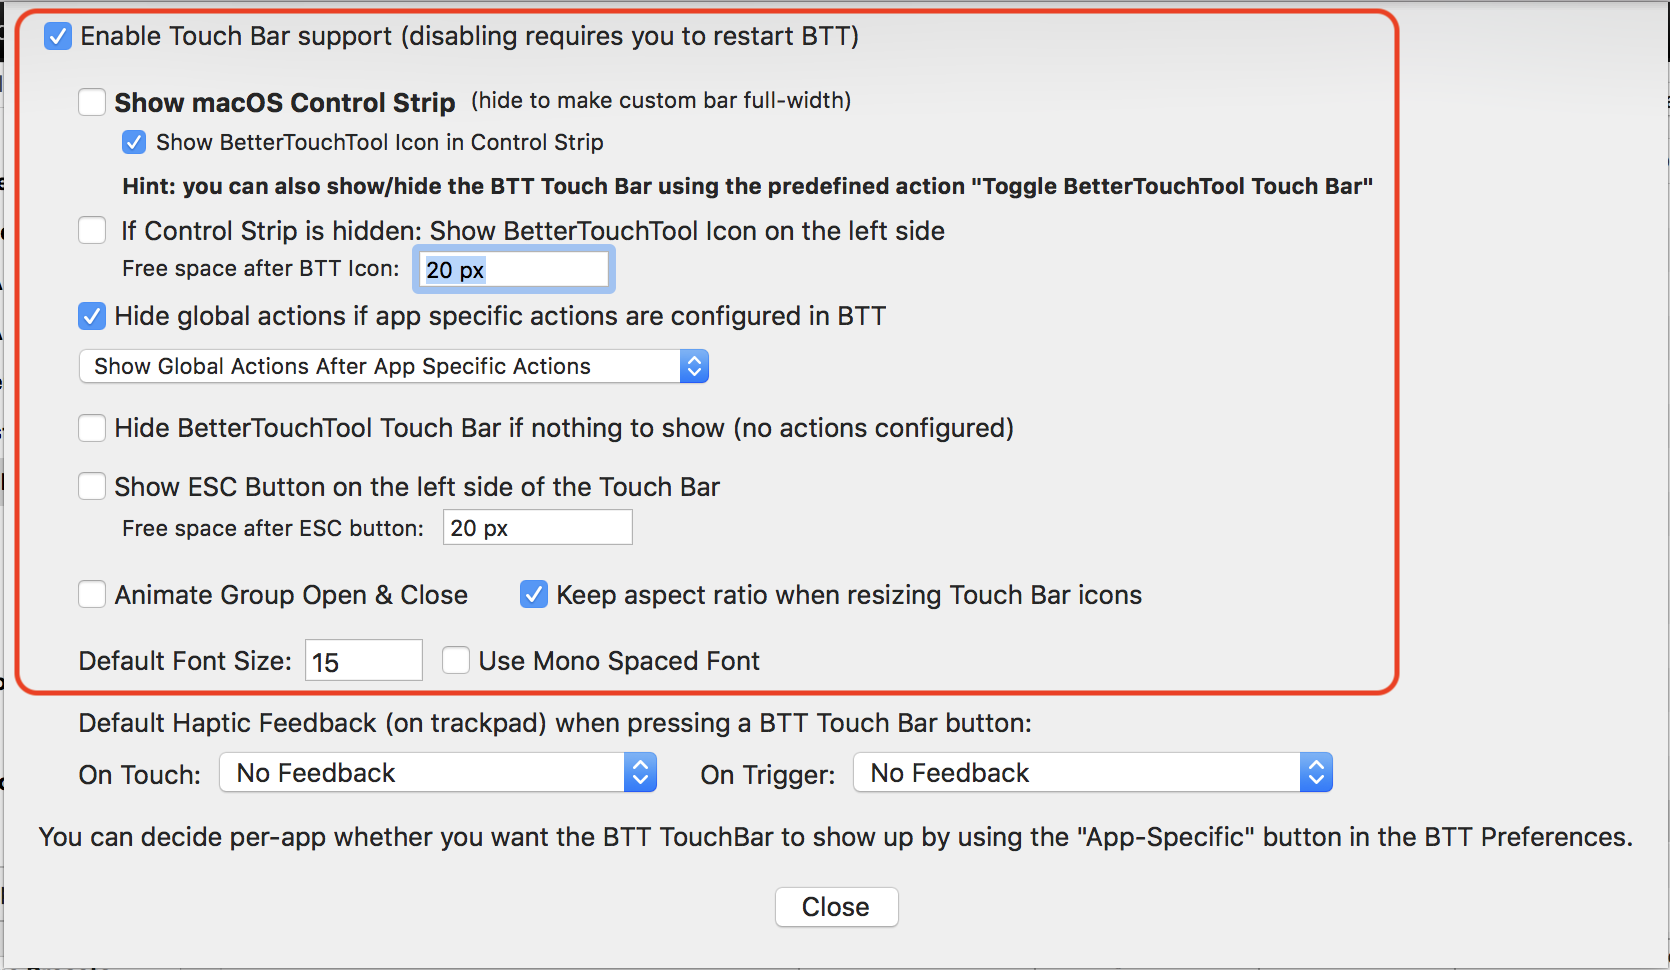 Enable Touch Bar support (disabling requires you to restart BTT)
Show macOS Control Strip (hide to make custom bar full-width)
Show BetterTouchTool Icon in Control Strip
Hint: you can also show/hide the BTT Touch Bar using the predefined action "Toggle BetterTouchTool Touch Bar"
If Control Strip is hidden: Show BetterTouchTool Icon on the left side
Free space after BTT Icon: 20 px
Hide global actions if app specific actions are configured in BTT
Show Global Actions After App Specific Actions
Hide BetterTouchTool Touch Bar if nothing to show (no actions configured)
Show ESC Button on the left side of the Touch Bar
Free space after ESC button: 20 px
Animate Group Open & Close Keep aspect ratio when resizing Touch Bar icons
Default Font Size: 15 Use Mono Spaced Font
Default Haptic Feedback (on trackpad) when pressing a BTT Touch Bar button:
On Touch: No Feedback On Trigger: No Feedback
You can decide per-app whether you want the BTT TouchBar to show up by using the "App-Specific" button in the BTT Preferences.
Close